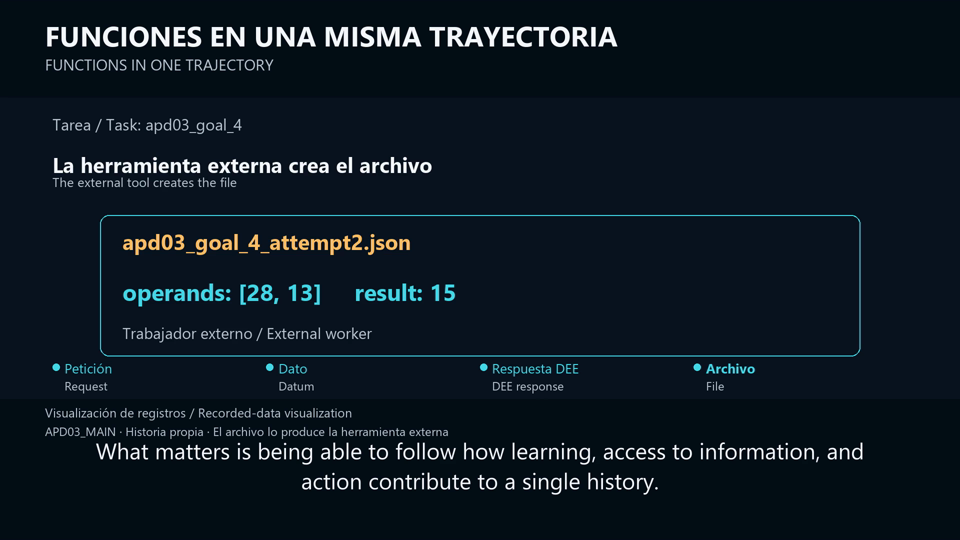 FUNCIONES EN UNA MISMA TRAYECTORIA
FUNCTIONS IN ONE TRAJECTORY
Tarea / Task: apd03_goal_4
La herramienta externa crea el archivo
The external tool creates the file
apd03_goal_4_attempt2.json
operands: [28, 13] result: 15
Trabajador externo / External worker
Petición Dato Respuesta DEE Archivo
Request Datum DEE response File
Visualización de registros / Recorded-data visualization
APD03_MAIN · Historia propia · El archivo lo produce la herramienta externa
What matters is being able to follow how learning, access to information, and
action contribute to a single history.